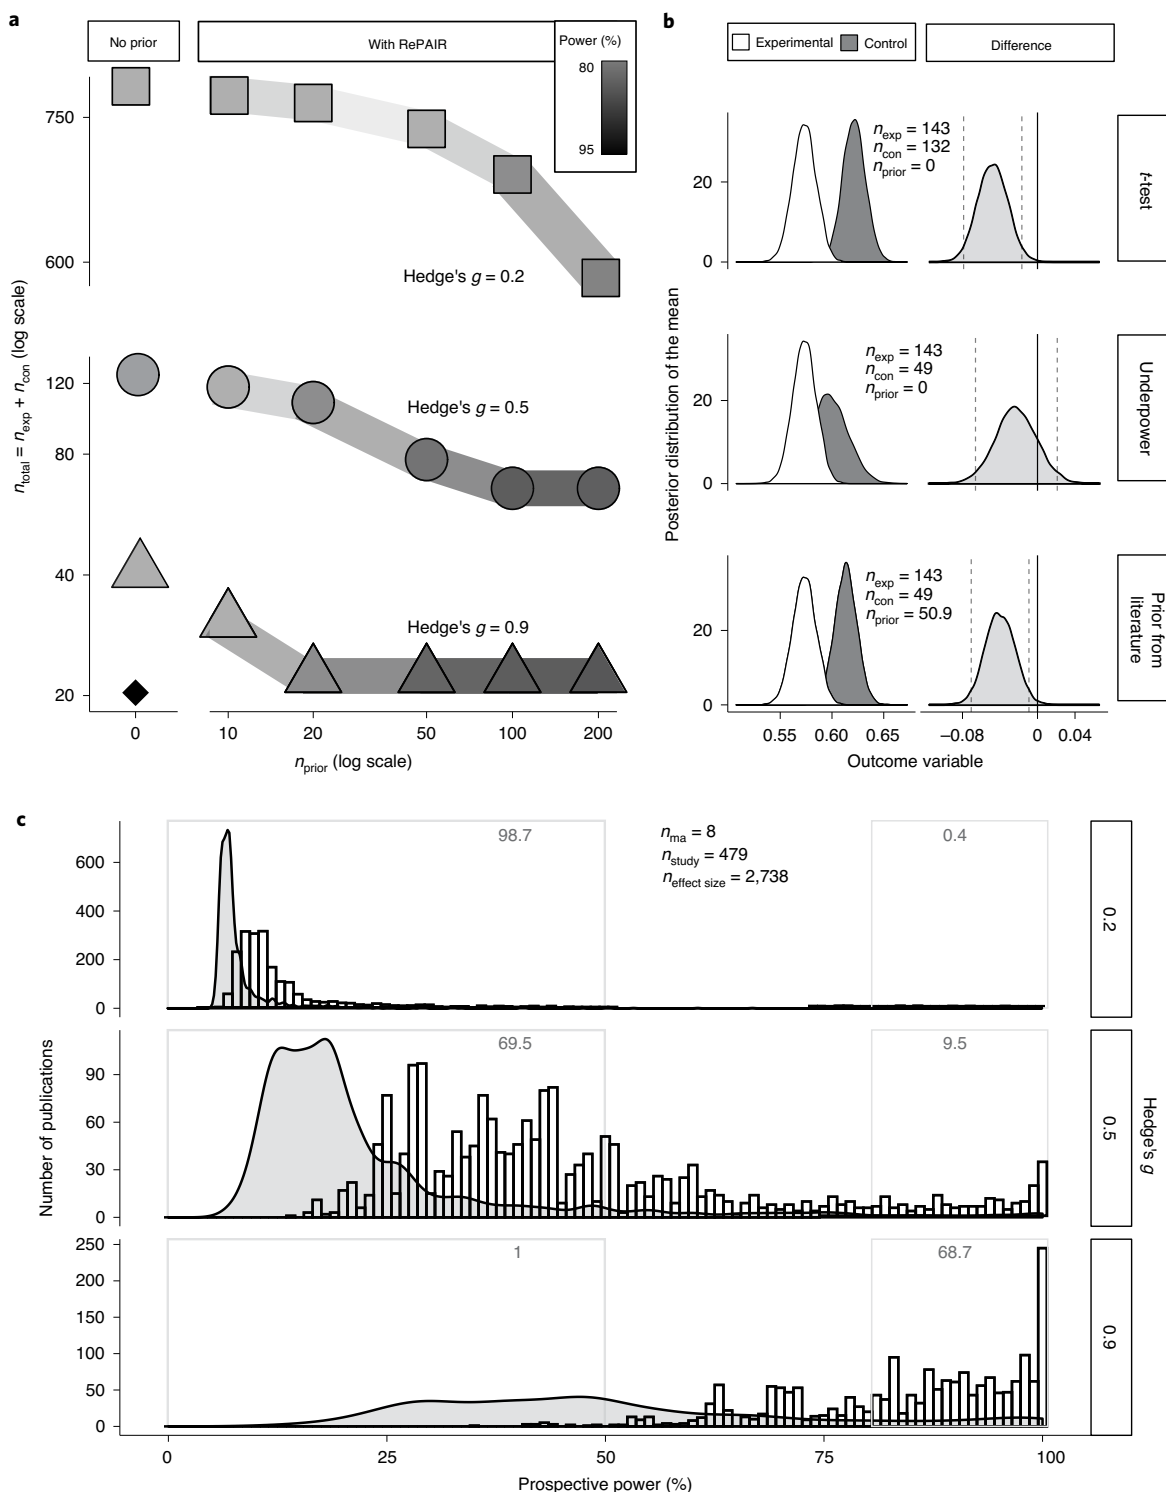 a
No prior
With RePAIR
Power (%)
80
95
750
600
Hedge's g = 0.2
120
80
Hedge's g = 0.5
40
20
Hedge's g = 0.9
n_total = n_exp + n_con (log scale)
0
10
20
50
100
200
n_prior (log scale)
b
Experimental
Control
Difference
Posterior distribution of the mean
20
0
n_exp = 143
n_con = 132
n_prior = 0
t-test
20
0
n_exp = 143
n_con = 49
n_prior = 0
Underpower
20
0
n_exp = 143
n_con = 49
n_prior = 50.9
Prior from
literature
0.55
0.60
0.65
–0.08
0
0.04
Outcome variable
c
Number of publications
600
400
200
0
98.7
n_ma = 8
n_study = 479
n_effect size = 2,738
0.4
0.2
90
60
30
0
69.5
9.5
0.5
Hedge's g
250
200
150
100
50
0
1
68.7
0.9
0
25
50
75
100
Prospective power (%)